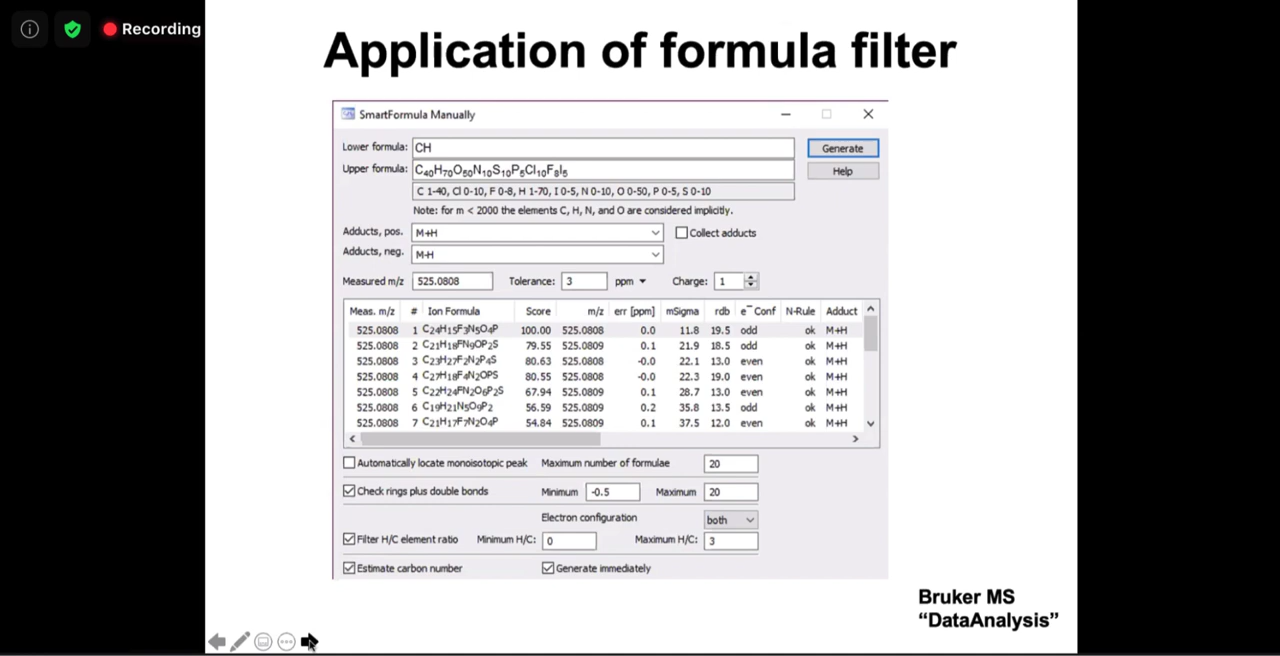 Recording
Application of formula filter
SmartFormula Manually
Lower formula: CH Generate
Upper formula: C₄₀H₇₀O₅₀N₁₀S₁₀P₅Cl₁₀F₈I₅ Help
C 1-40, Cl 0-10, F 0-8, H 1-70, I 0-5, N 0-10, O 0-50, P 0-5, S 0-10
Note: for m < 2000 the elements C, H, N, and O are considered implicitly.
Adducts, pos. M+H Collect adducts
Adducts, neg. M-H
Measured m/z 525.0808 Tolerance: 3 ppm Charge: 1
Meas. m/z # Ion Formula Score m/z err [ppm] mSigma rdb e⁻ Conf N-Rule Adduct
525.0808 1 C₂₄H₁₅F₃N₅O₄P 100.00 525.0808 0.0 11.8 19.5 odd ok M+H
525.0808 2 C₂₁H₁₈FN₉OP₂S 79.55 525.0809 0.1 21.9 18.5 odd ok M+H
525.0808 3 C₂₃H₂₇F₂N₂P₄S 80.63 525.0808 -0.0 22.1 13.0 even ok M+H
525.0808 4 C₂₇H₁₈F₄N₂OPS 80.55 525.0808 -0.0 22.3 19.0 even ok M+H
525.0808 5 C₂₂H₂₄FN₂O₆P₂S 67.94 525.0809 0.1 28.7 13.0 even ok M+H
525.0808 6 C₁₉H₂₁N₅O₉P₂ 56.59 525.0809 0.2 35.8 13.5 odd ok M+H
525.0808 7 C₂₁H₁₇F₇N₂O₄P 54.84 525.0809 0.1 37.5 12.0 even ok M+H
Automatically locate monoisotopic peak Maximum number of formulae 20
Check rings plus double bonds Minimum -0.5 Maximum 20
Electron configuration both
Filter H/C element ratio Minimum H/C: 0 Maximum H/C: 3
Estimate carbon number Generate immediately
Bruker MS
“DataAnalysis”